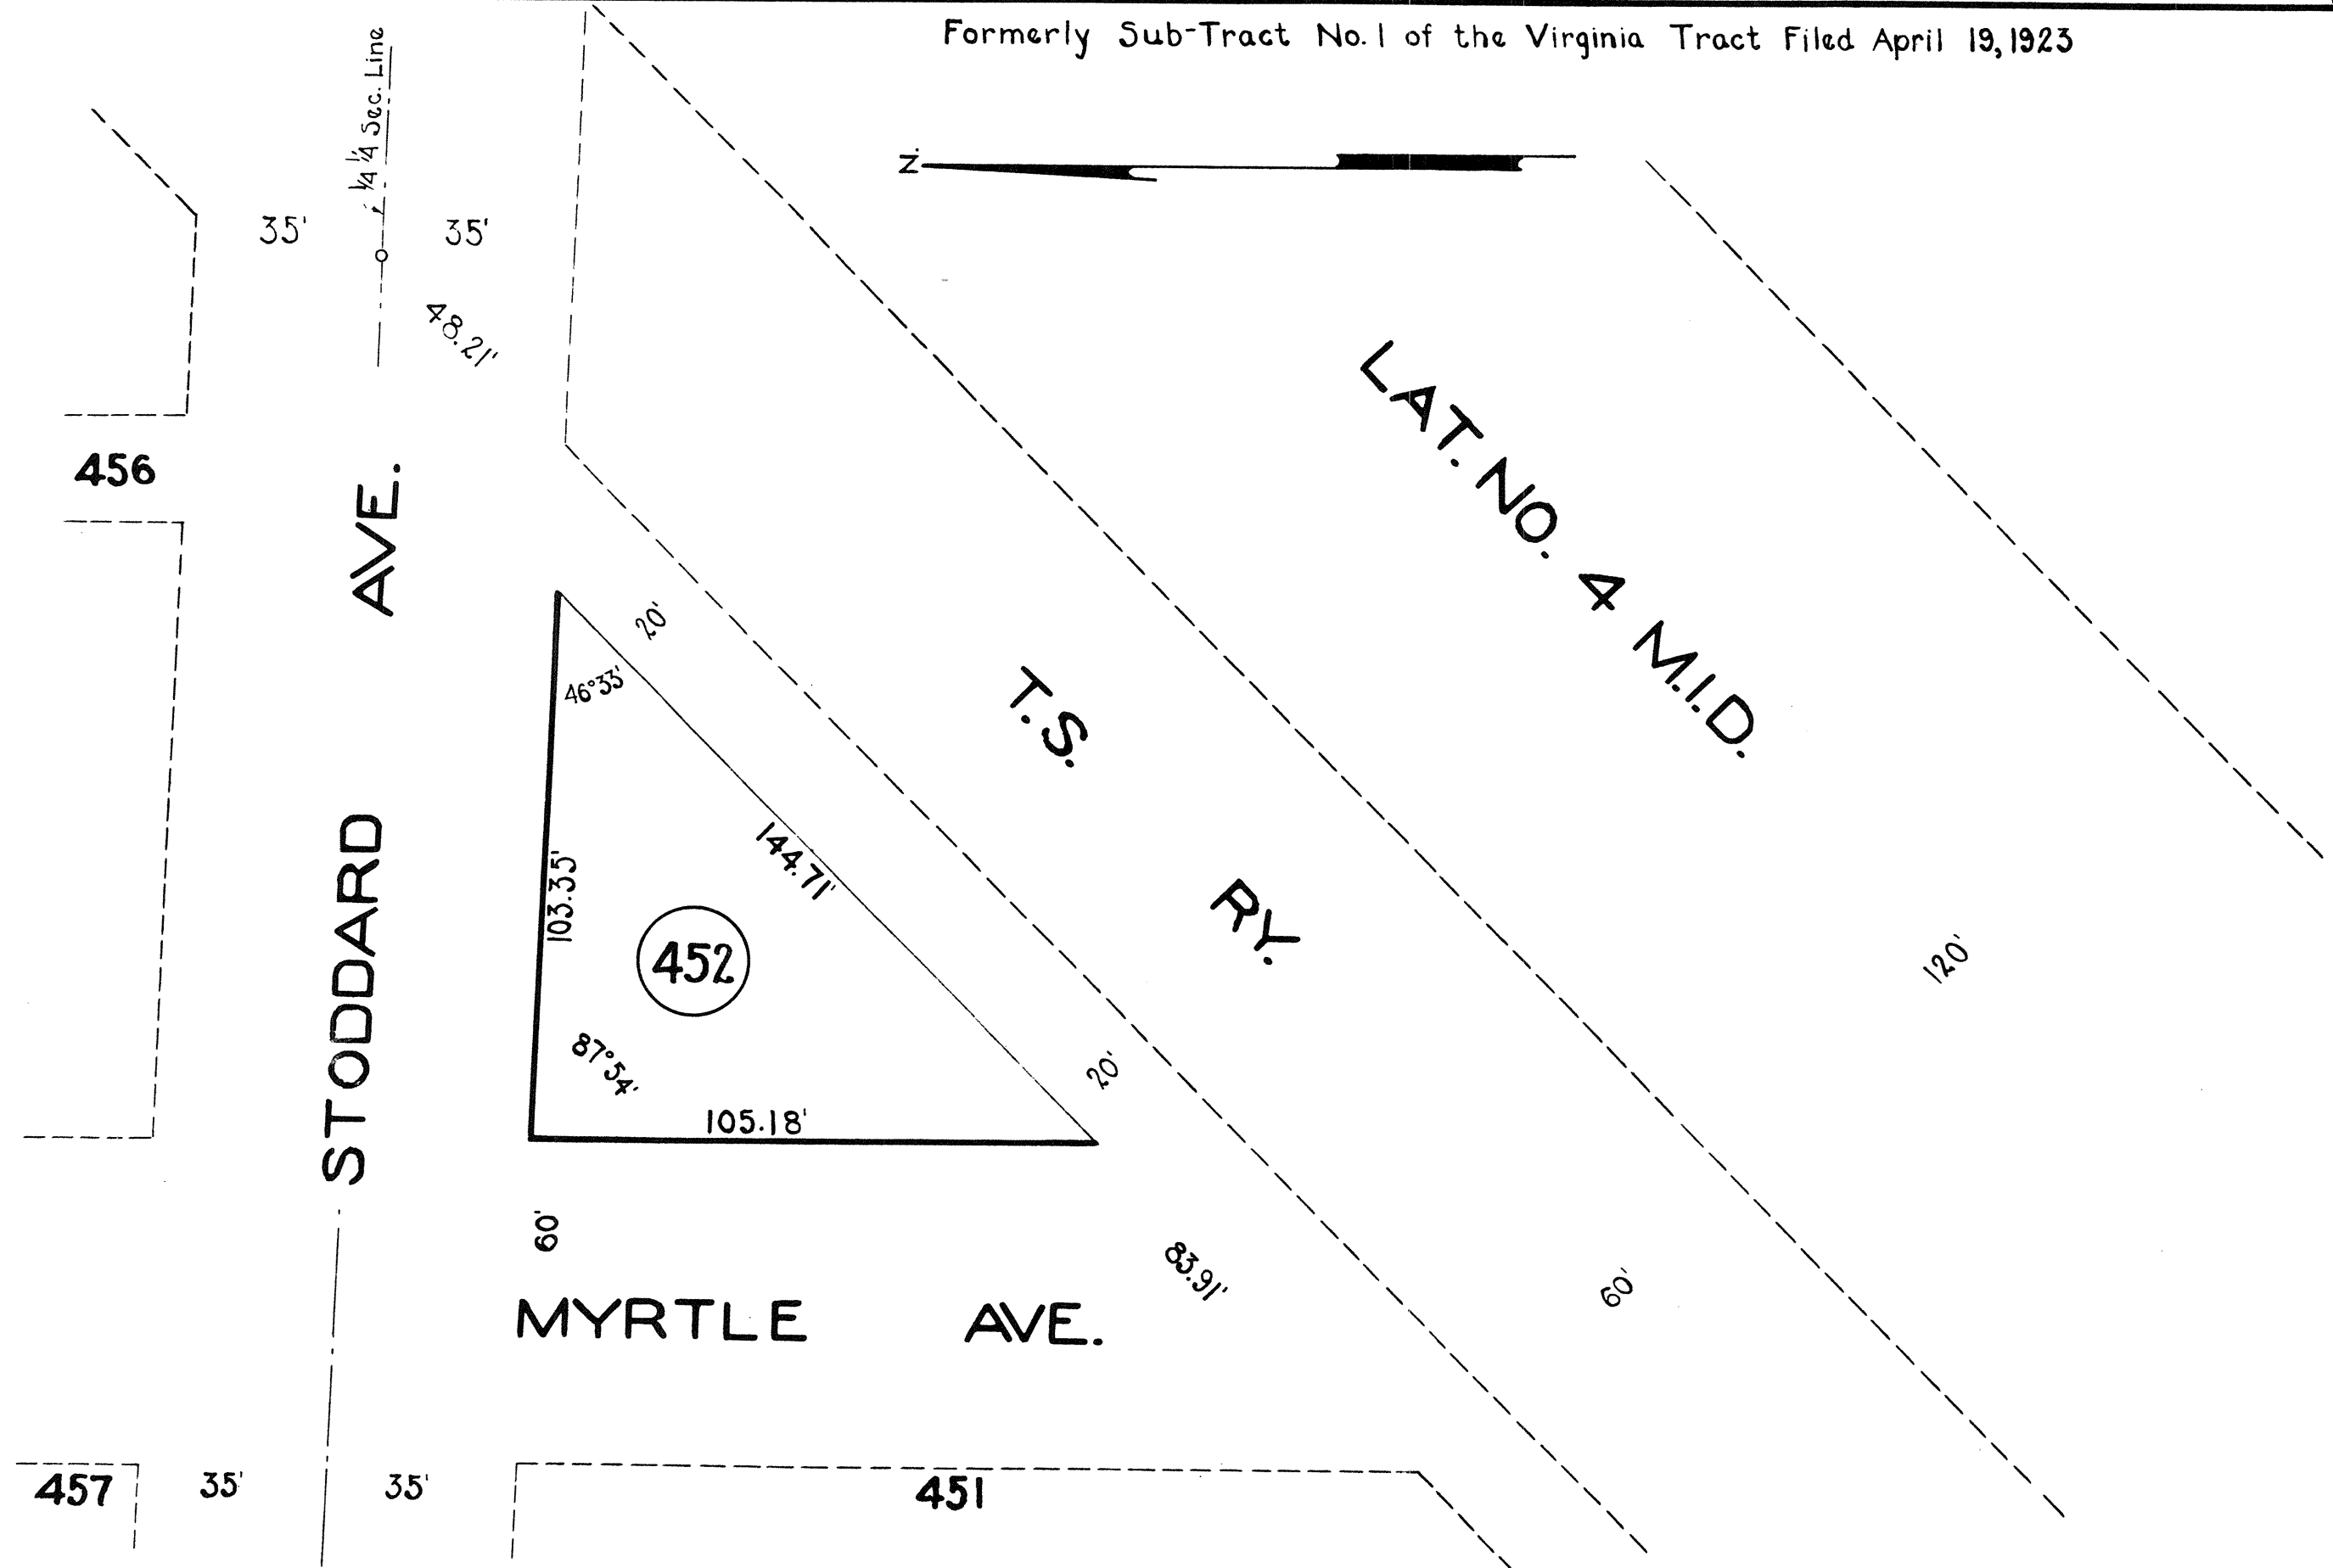 Formerly Sub-Tract No. 1 of the Virginia Tract Filed April 19, 1923
¼ ¼ Sec. Line
N.
35'
35'
48.21'
456
STODDARD AVE.
LAT. NO. 4 M.I.D.
T.S. RY.
20'
46°33'
144.71'
103.35'
452
87°54'
105.18'
20'
120'
60'
83.91'
60'
MYRTLE AVE.
457
35'
35'
451